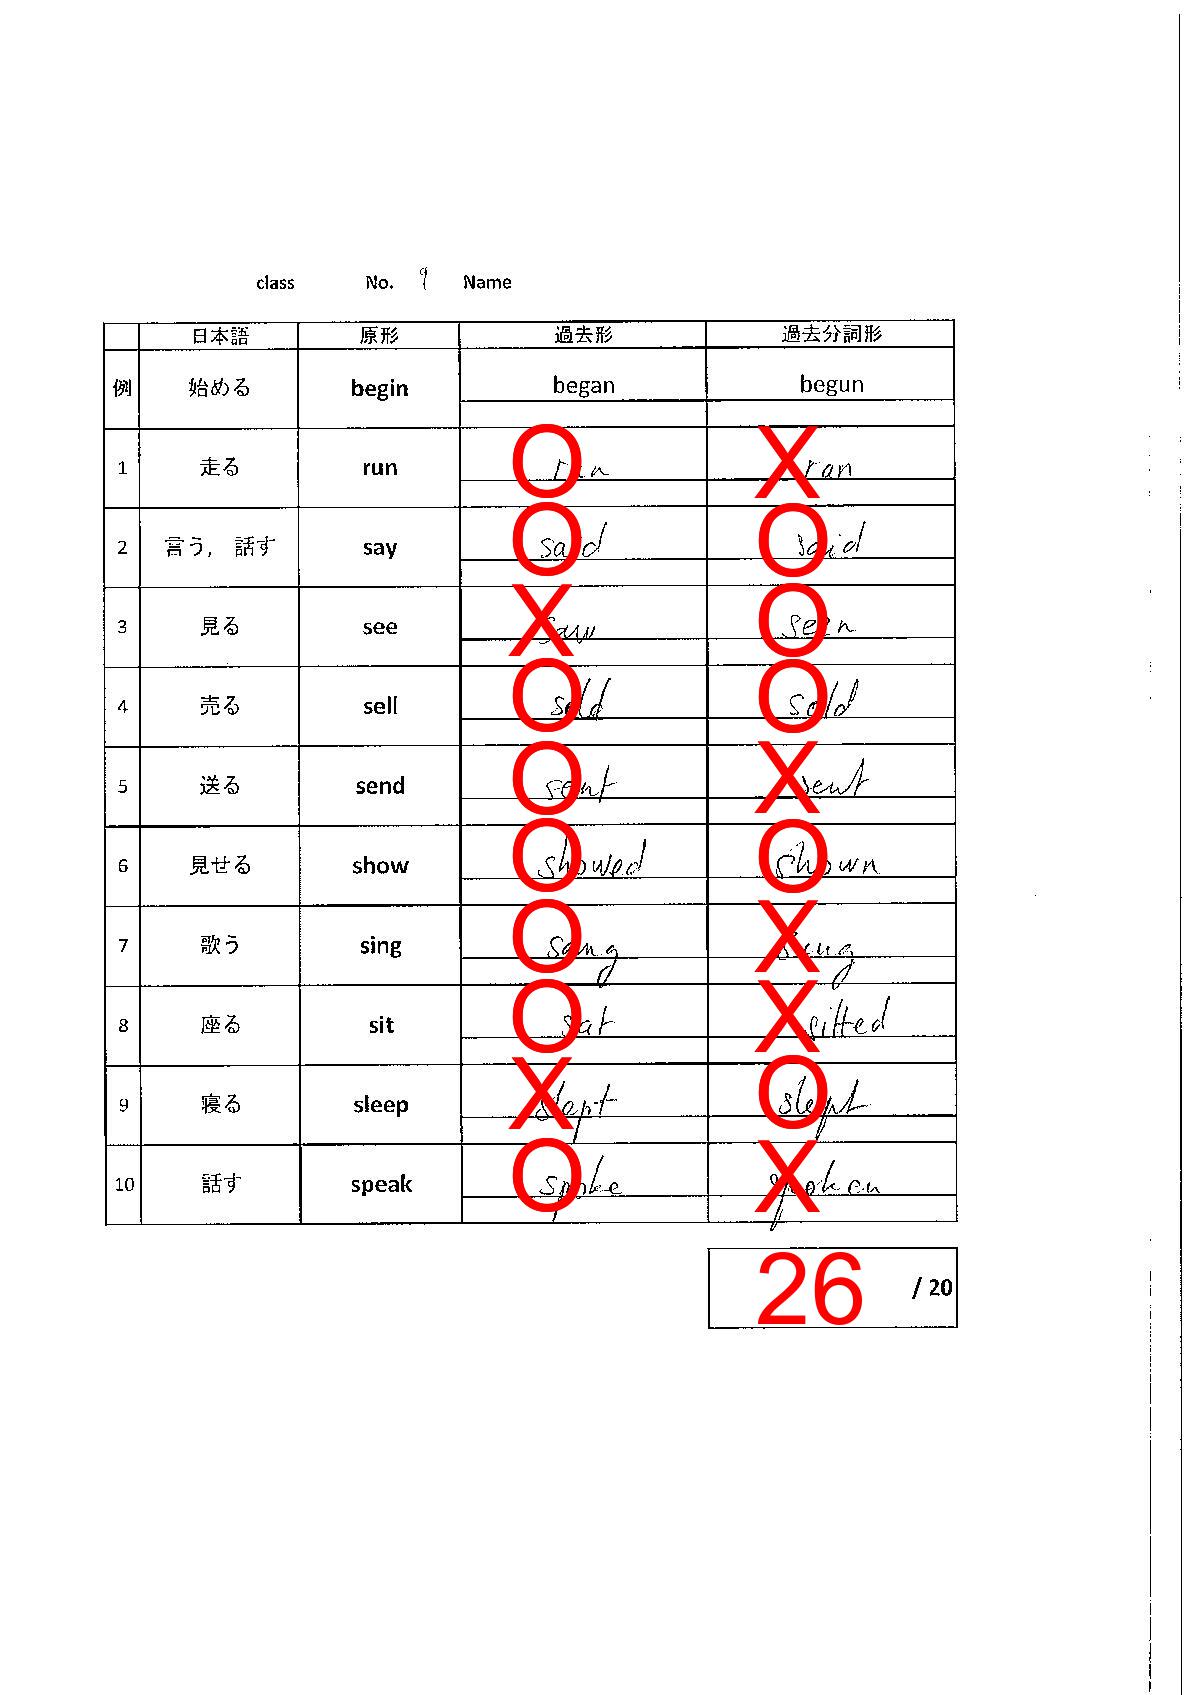 class No. 9 Name
日本語 原形 過去形 過去分詞形
例 始める begin began begun
1 走る run O ran X ran
2 言う, 話す say O said O said
3 見る see X saw O seen
4 売る sell O sold O sold
5 送る send O sent X sent
6 見せる show O showed O shown
7 歌う sing O sang X sung
8 座る sit O sat X sitted
9 寝る sleep X slapt O slept
10 話す speak O spoke X spoken
26 / 20